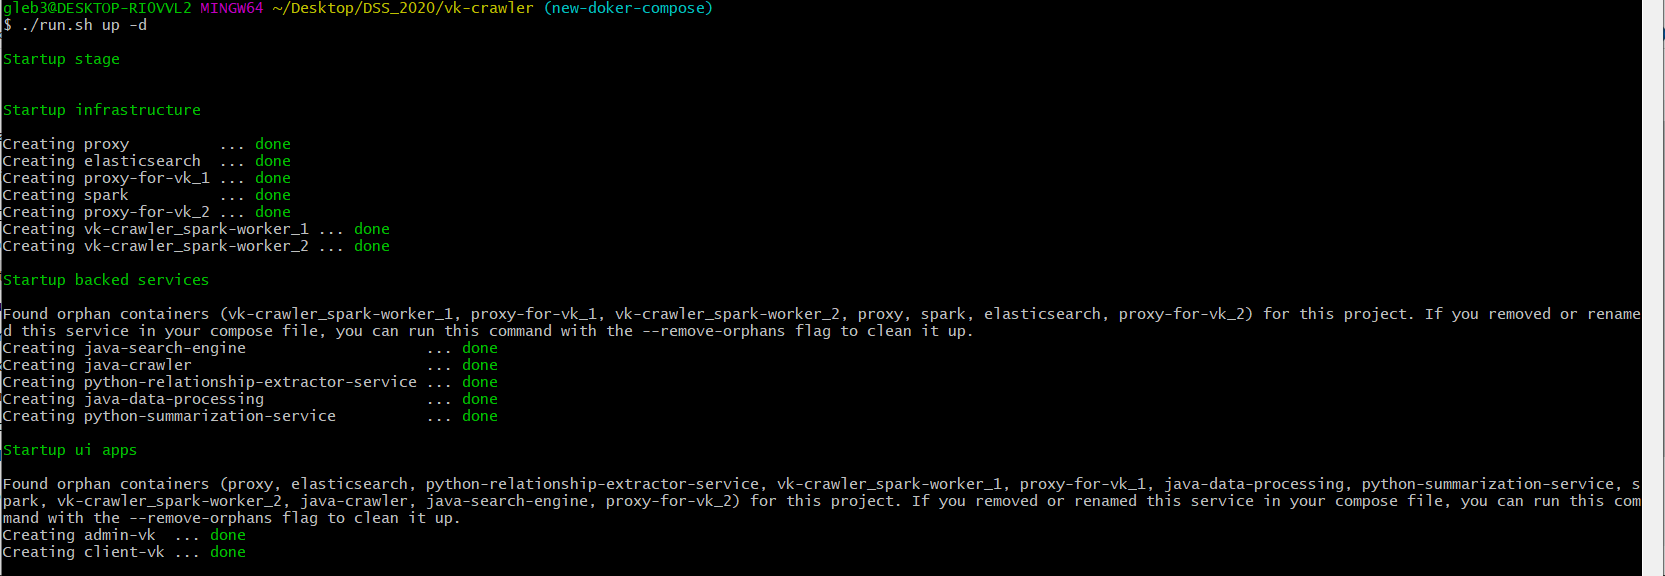 gleb3@DESKTOP-RIOVVL2 MINGW64 ~/Desktop/DSS_2020/vk-crawler (new-doker-compose)
$ ./run.sh up -d
Startup stage
Startup infrastructure
Creating proxy          ... done
Creating elasticsearch  ... done
Creating proxy-for-vk_1 ... done
Creating spark          ... done
Creating proxy-for-vk_2 ... done
Creating vk-crawler_spark-worker_1 ... done
Creating vk-crawler_spark-worker_2 ... done
Startup backed services
Found orphan containers (vk-crawler_spark-worker_1, proxy-for-vk_1, vk-crawler_spark-worker_2, proxy, spark, elasticsearch, proxy-for-vk_2) for this project. If you removed or rename
d this service in your compose file, you can run this command with the --remove-orphans flag to clean it up.
Creating java-search-engine                    ... done
Creating java-crawler                          ... done
Creating python-relationship-extractor-service ... done
Creating java-data-processing                  ... done
Creating python-summarization-service          ... done
Startup ui apps
Found orphan containers (proxy, elasticsearch, python-relationship-extractor-service, vk-crawler_spark-worker_1, proxy-for-vk_1, java-data-processing, python-summarization-service, s
park, vk-crawler_spark-worker_2, java-crawler, java-search-engine, proxy-for-vk_2) for this project. If you removed or renamed this service in your compose file, you can run this com
mand with the --remove-orphans flag to clean it up.
Creating admin-vk  ... done
Creating client-vk ... done